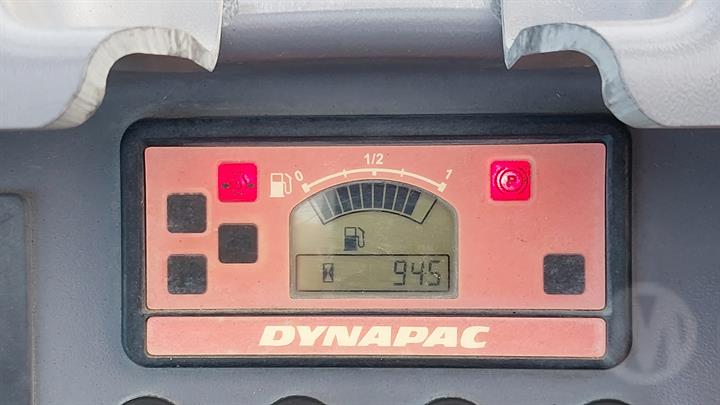 0 1/2 1
P
945
DYNAPAC
W